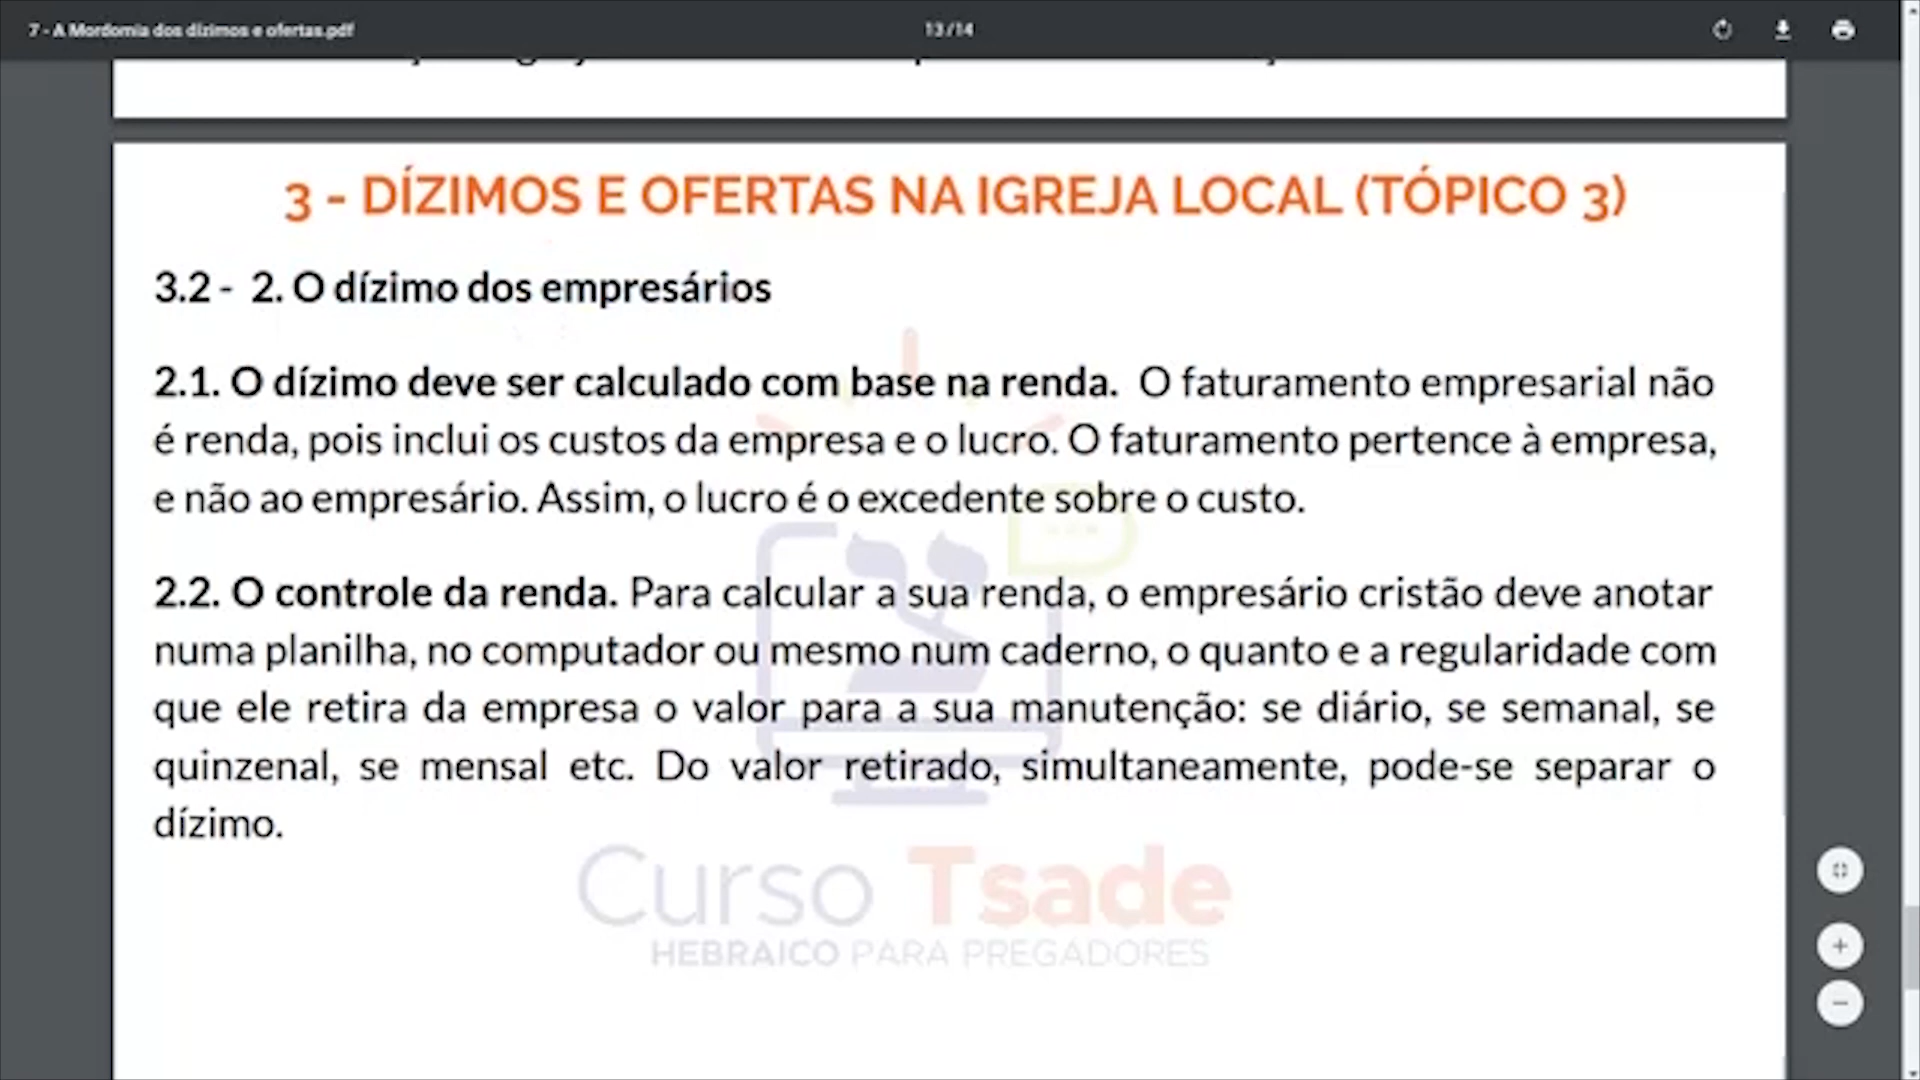 7 - A Mordomia dos dízimos e ofertas.pdf
13 / 14
3 - DÍZIMOS E OFERTAS NA IGREJA LOCAL (TÓPICO 3)
3.2 - 2. O dízimo dos empresários
2.1. O dízimo deve ser calculado com base na renda. O faturamento empresarial não
é renda, pois inclui os custos da empresa e o lucro. O faturamento pertence à empresa,
e não ao empresário. Assim, o lucro é o excedente sobre o custo.
2.2. O controle da renda. Para calcular a sua renda, o empresário cristão deve anotar
numa planilha, no computador ou mesmo num caderno, o quanto e a regularidade com
que ele retira da empresa o valor para a sua manutenção: se diário, se semanal, se
quinzenal, se mensal etc. Do valor retirado, simultaneamente, pode-se separar o
dízimo.
צ
Curso Tsade
HEBRAICO PARA PREGADORES